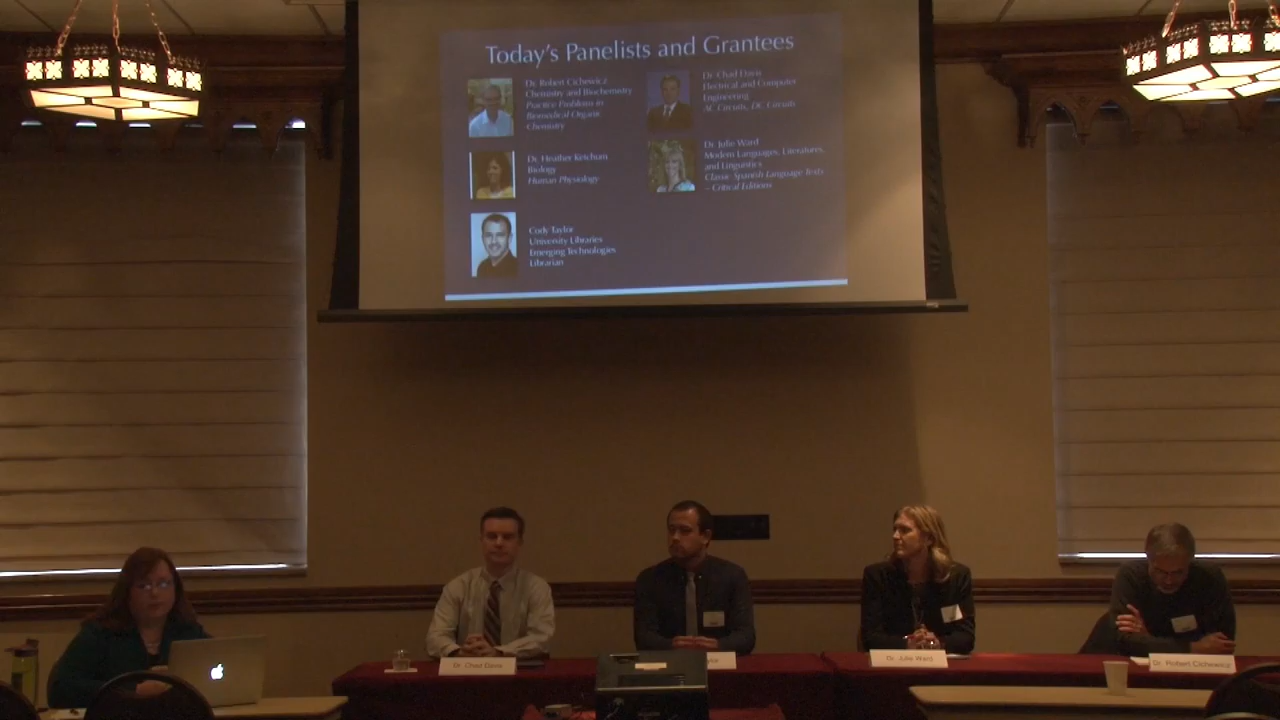 Today's Panelists and Grantees
Dr. Robert Cichewicz
Chemistry and Biochemistry
Practice Problems in
Biomedical Organic
Chemistry
Dr. Heather Ketchum
Biology
Human Physiology
Cody Taylor
University Libraries
Emerging Technologies
Librarian
Dr. Chad Davis
Electrical and Computer
Engineering
AC Circuits, DC Circuits
Dr. Julie Ward
Modern Languages, Literatures,
and Linguistics
Classic Spanish Language Texts
– Critical Editions
Dr. Chad Davis
Dr. Julie Ward
Dr. Robert Cichewicz